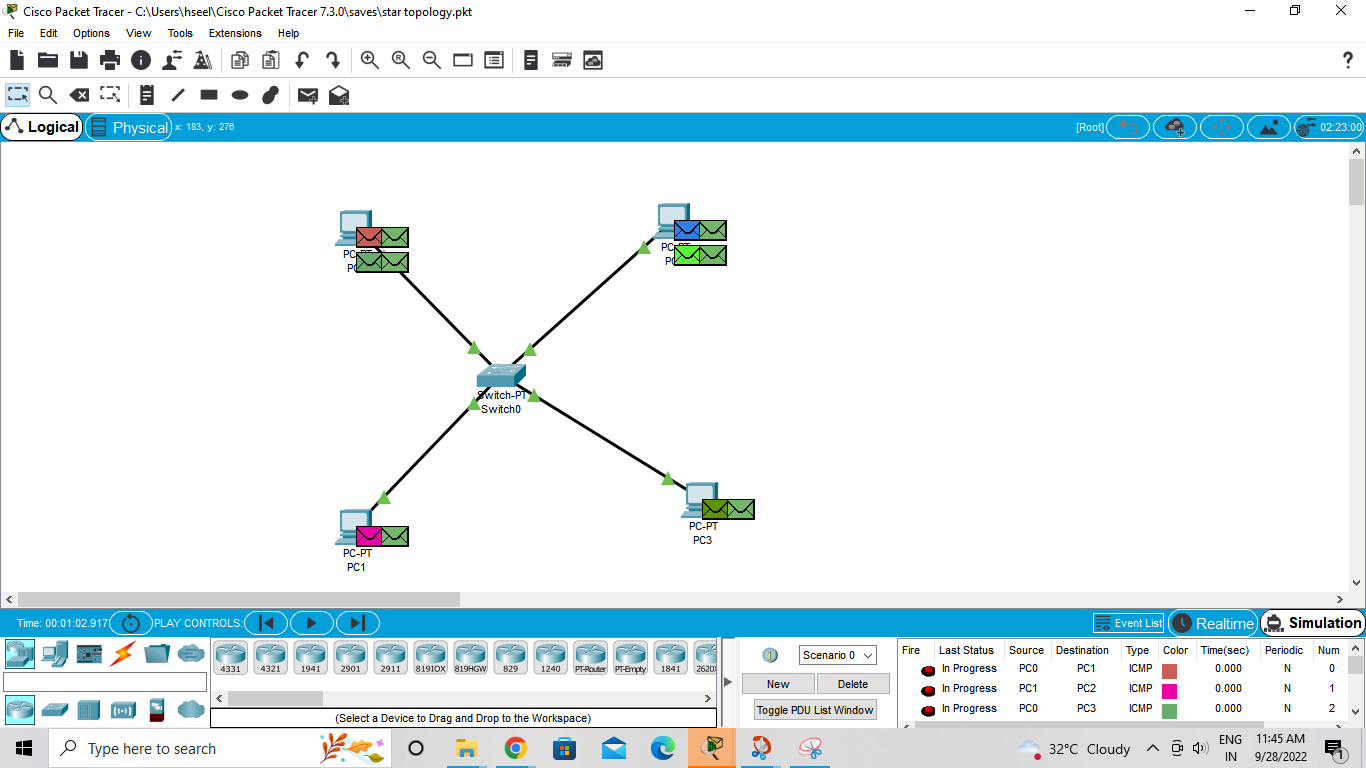 Cisco Packet Tracer - C:\Users\hseel\Cisco Packet Tracer 7.3.0\saves\star topology.pkt
File Edit Options View Tools Extensions Help
?
Logical Physical x: 183, y: 276 [Root] 02:23:00
PC-PT
PC-PT
Switch-PT
Switch0
PC-PT
PC3
PC-PT
PC1
Time: 00:01:02.917 PLAY CONTROLS: Event List Realtime Simulation
4331 4321 1941 2901 2911 819IOX 819HGW 829 1240 PT-Router PT-Empty 1841 2620X
(Select a Device to Drag and Drop to the Workspace)
Scenario 0
New Delete
Toggle PDU List Window
Fire Last Status Source Destination Type Color Time(sec) Periodic Num
In Progress PC0 PC1 ICMP 0.000 N 0
In Progress PC1 PC2 ICMP 0.000 N 1
In Progress PC0 PC3 ICMP 0.000 N 2
Type here to search
32°C Cloudy
ENG
IN
11:45 AM
9/28/2022
1